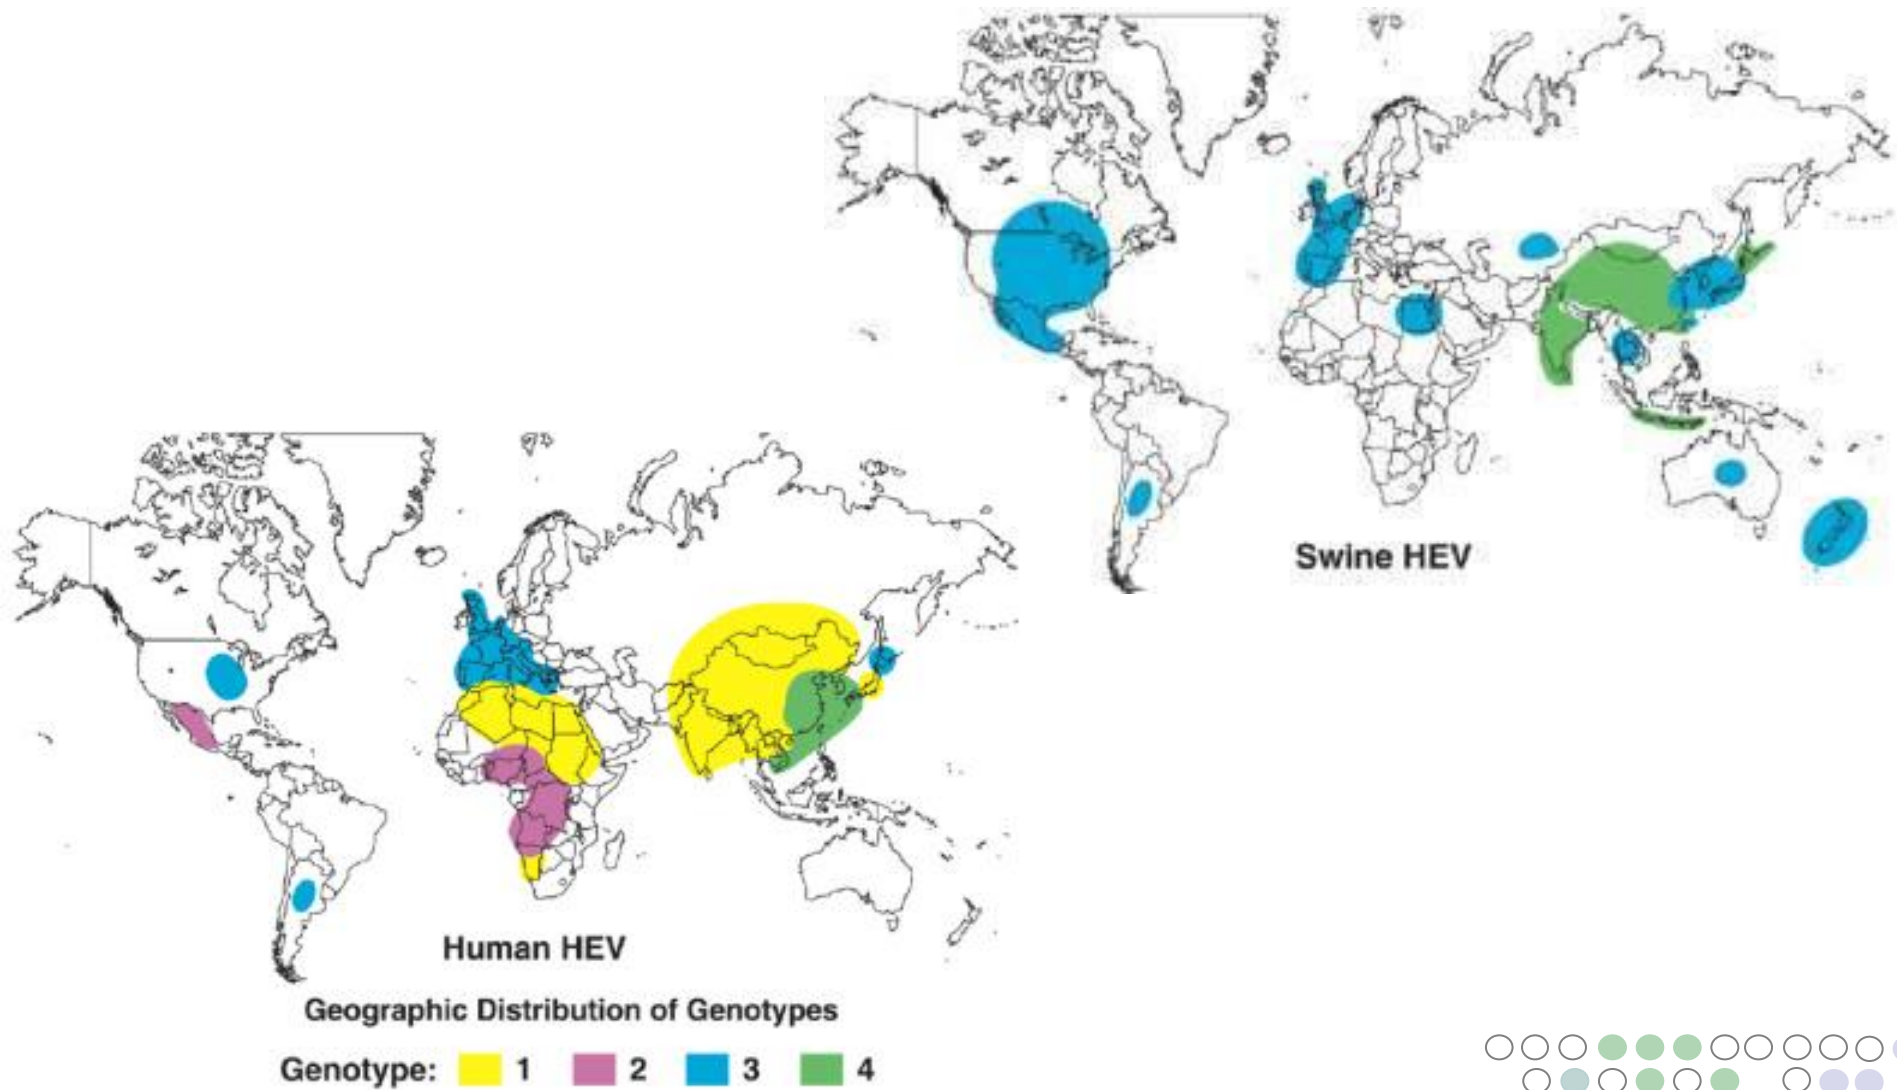 Swine HEV
Human HEV
Geographic Distribution of Genotypes
Genotype: 1 2 3 4